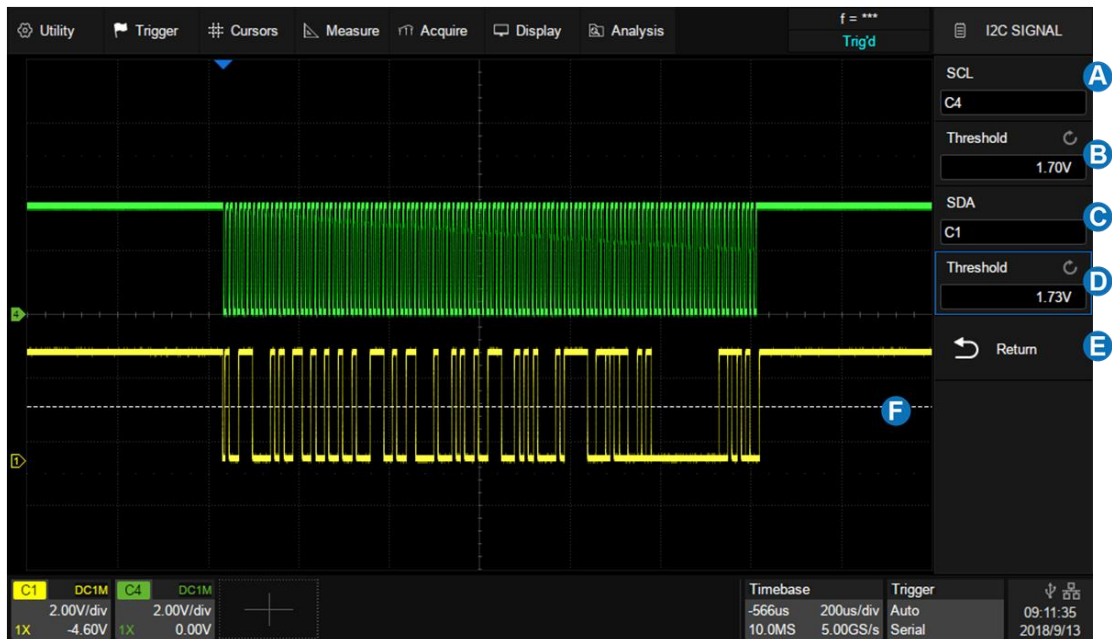 Utility Trigger Cursors Measure Acquire Display Analysis
f = ***
Trig'd
I2C SIGNAL
SCL
A
C4
Threshold
B
1.70V
SDA
C
C1
Threshold
D
1.73V
Return
E
F
4
1
C1 DC1M
2.00V/div
1X -4.60V
C4 DC1M
2.00V/div
1X 0.00V
Timebase
-566us 200us/div
10.0MS 5.00GS/s
Trigger
Auto
Serial
09:11:35
2018/9/13